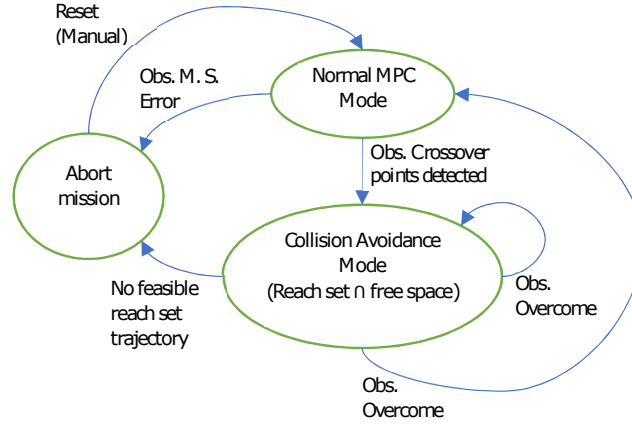 Reset
(Manual)
Obs. M. S.
Error
Normal MPC
Mode
Abort
mission
Obs. Crossover
points detected
Collision Avoidance
Mode
(Reach set ∩ free space)
No feasible
reach set
trajectory
Obs.
Overcome
Obs.
Overcome